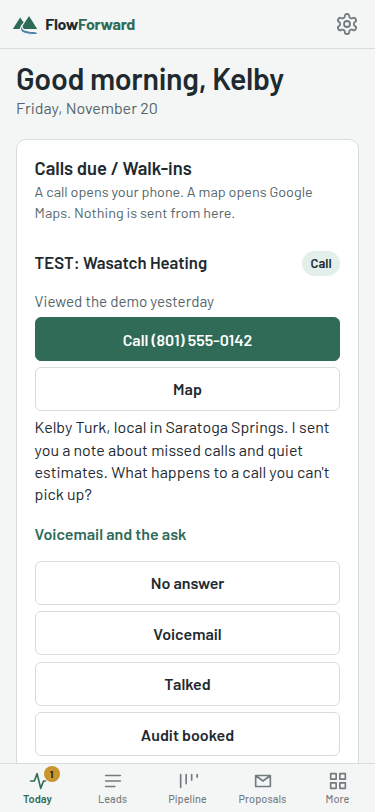 FlowForward
Good morning, Kelby
Friday, November 20
Calls due / Walk-ins
A call opens your phone. A map opens Google
Maps. Nothing is sent from here.
TEST: Wasatch Heating
Call
Viewed the demo yesterday
Call (801) 555-0142
Map
Kelby Turk, local in Saratoga Springs. I sent
you a note about missed calls and quiet
estimates. What happens to a call you can't
pick up?
Voicemail and the ask
No answer
Voicemail
Talked
Audit booked
1
Today
Leads
Pipeline
Proposals
More